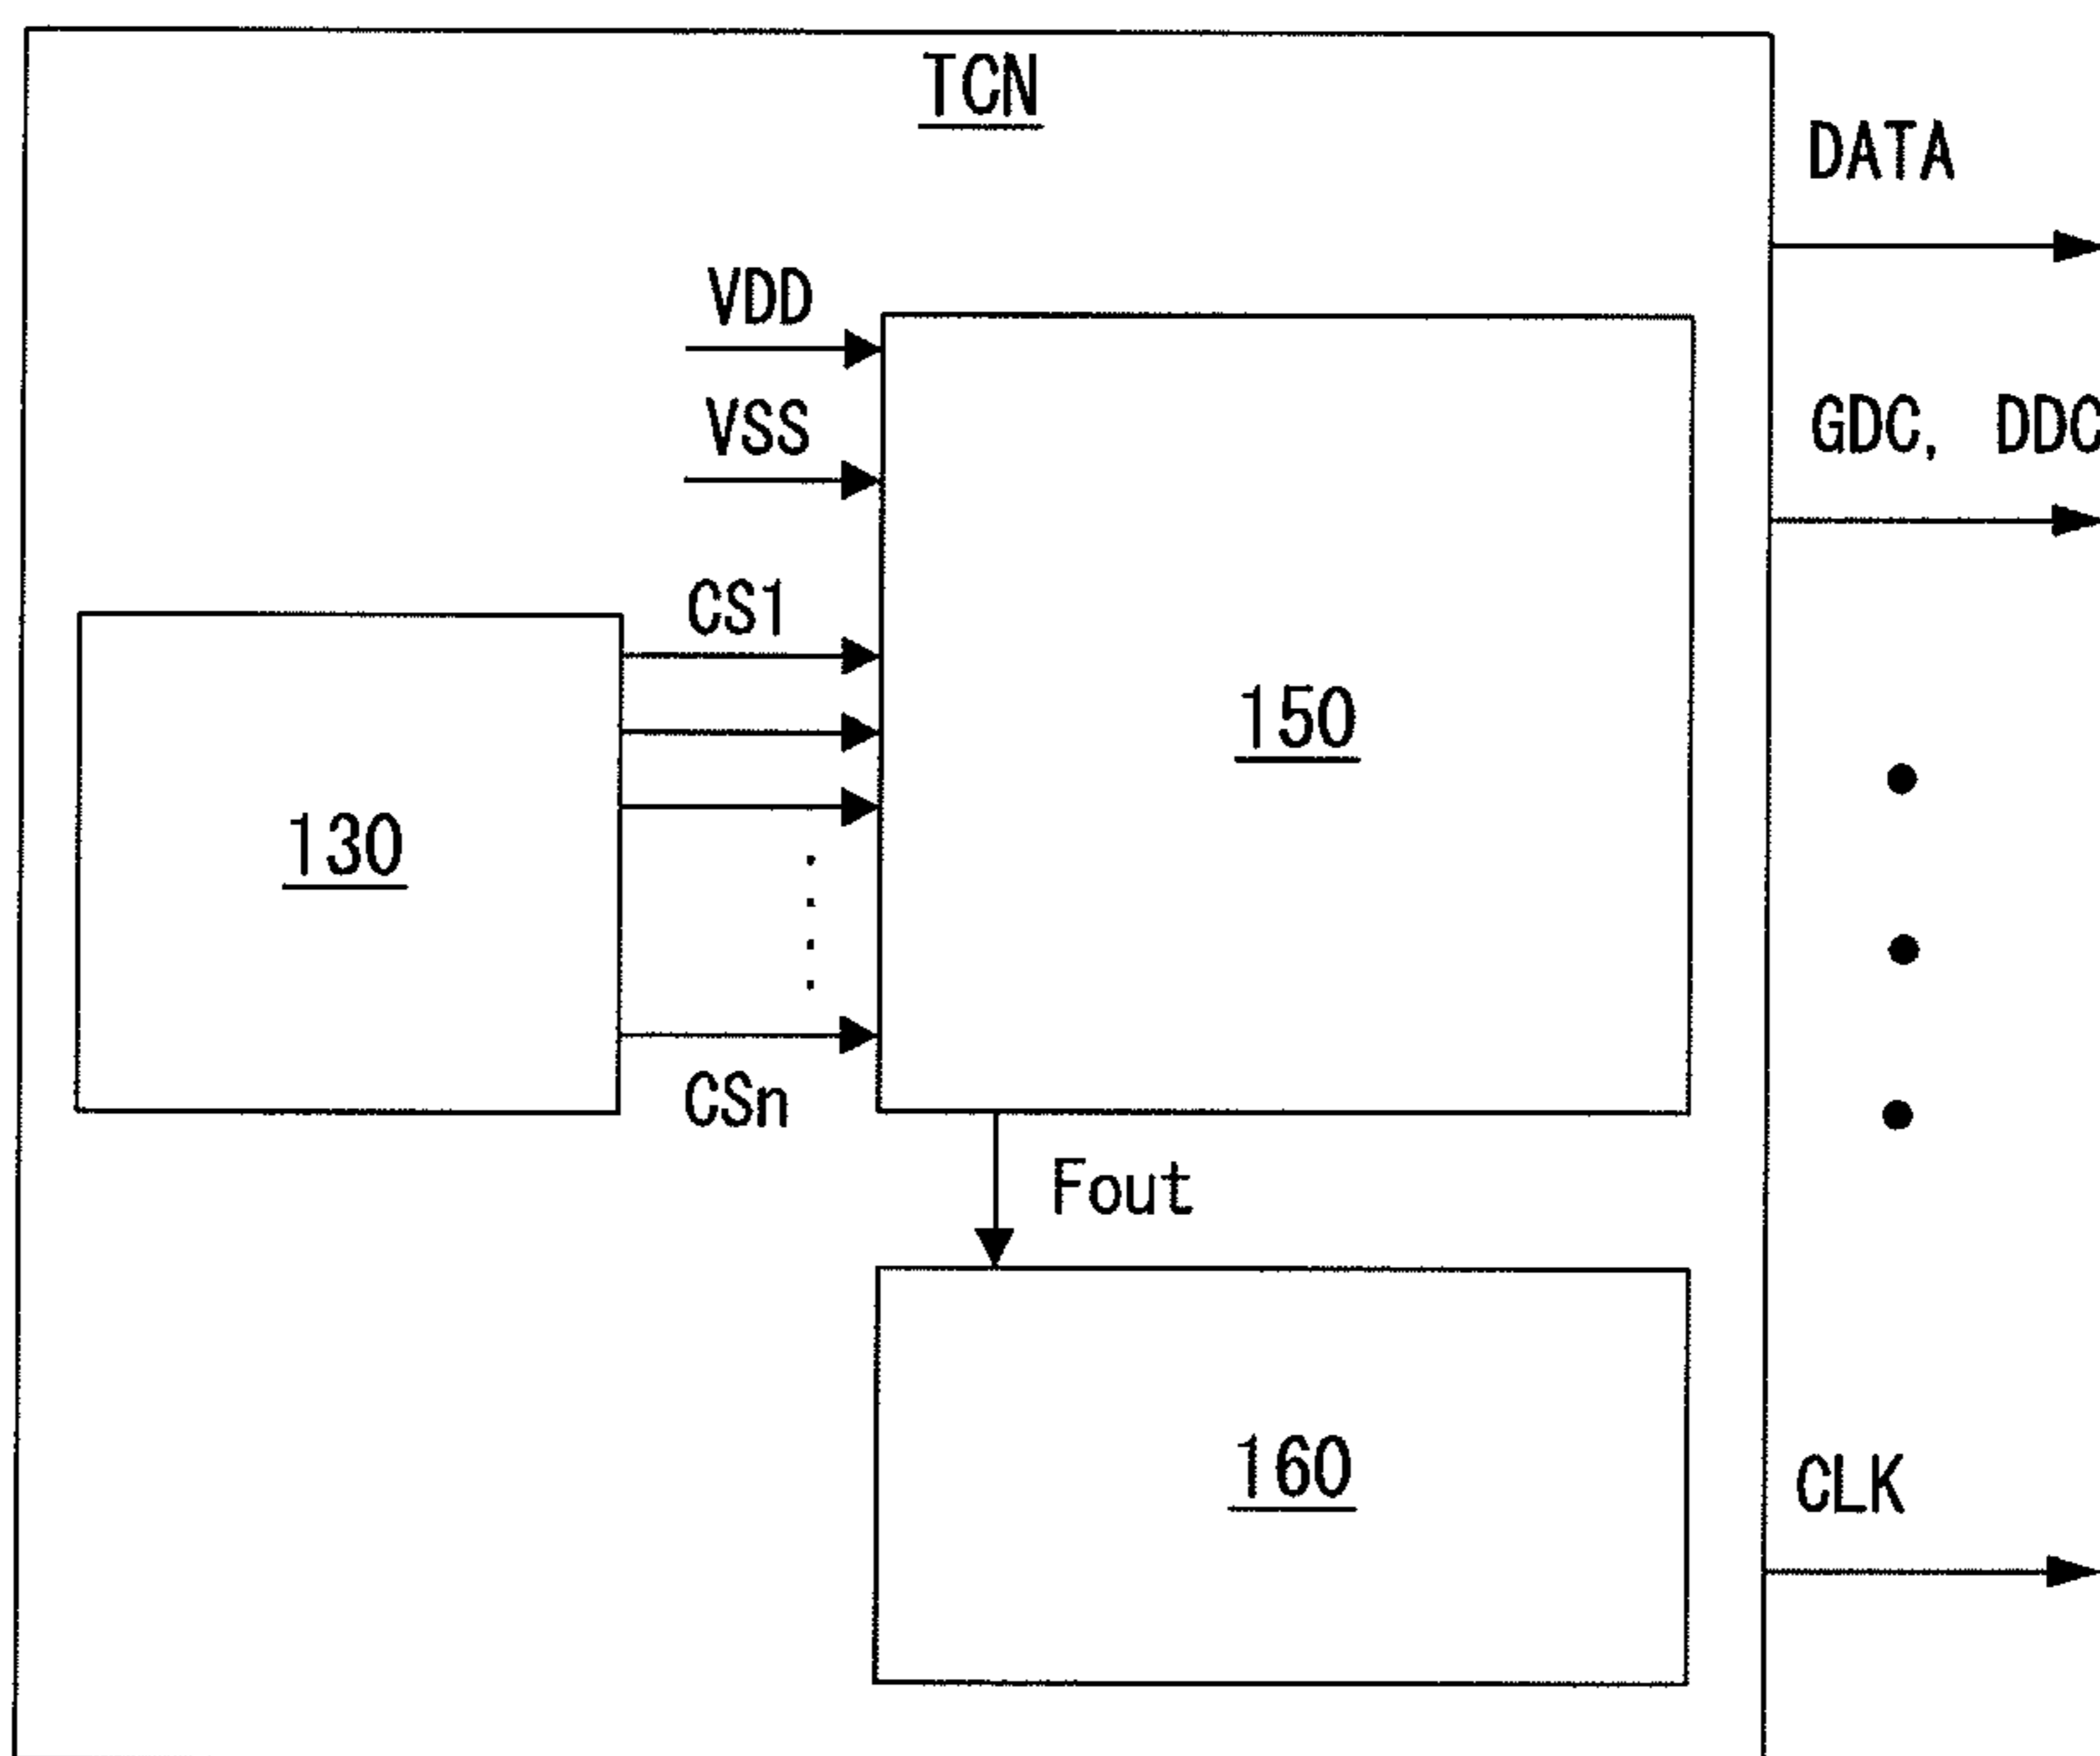 TCN
DATA
VDD
GDC, DDC
VSS
CS1
150
130
CSn
Fout
160
CLK